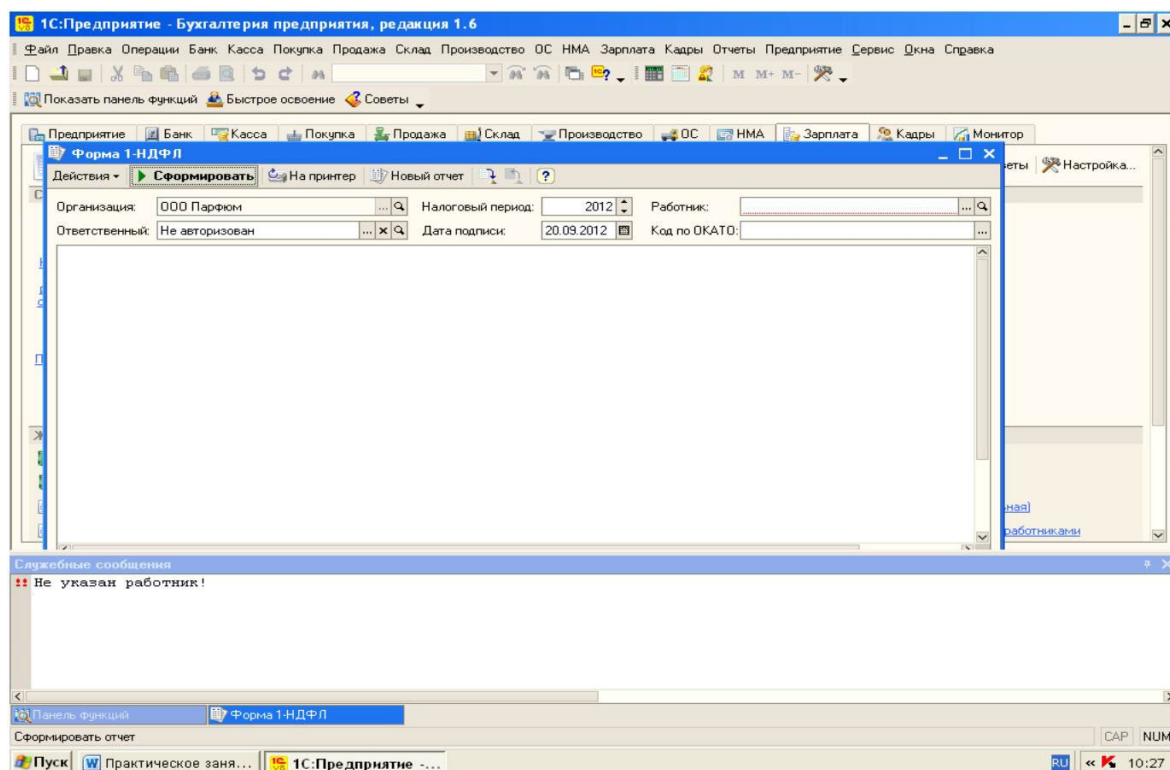 1С:Предприятие - Бухгалтерия предприятия, редакция 1.6
Файл Правка Операции Банк Касса Покупка Продажа Склад Производство ОС НМА Зарплата Кадры Отчеты Предприятие Сервис Окна Справка
M M+ M-
Показать панель функций Быстрое освоение Советы
Предприятие Банк Касса Покупка Продажа Склад Производство ОС НМА Зарплата Кадры Монитор
Форма 1-НДФЛ
Действия Сформировать На принтер Новый отчет ? Настройка...
Организация: ООО Парфюм ... Налоговый период: 2012 Работник: ...
Ответственный: Не авторизован ... Дата подписи: 20.09.2012 Код по ОКАТО: ...
ная)
работниками
Служебные сообщения
!! Не указан работник!
Панель функций Форма 1-НДФЛ
Сформировать отчет CAP NUM
Пуск Практическое заня... 1С:Предприятие -... RU « 10:27